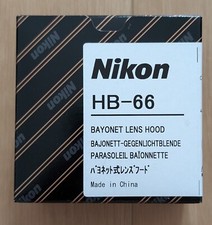 Nikon
HB-66
BAYONET LENS HOOD
BAJONETT-GEGENLICHTBLENDE
PARASOLEIL BAÏONNETTE
バヨネット式レンズフード
Made in China